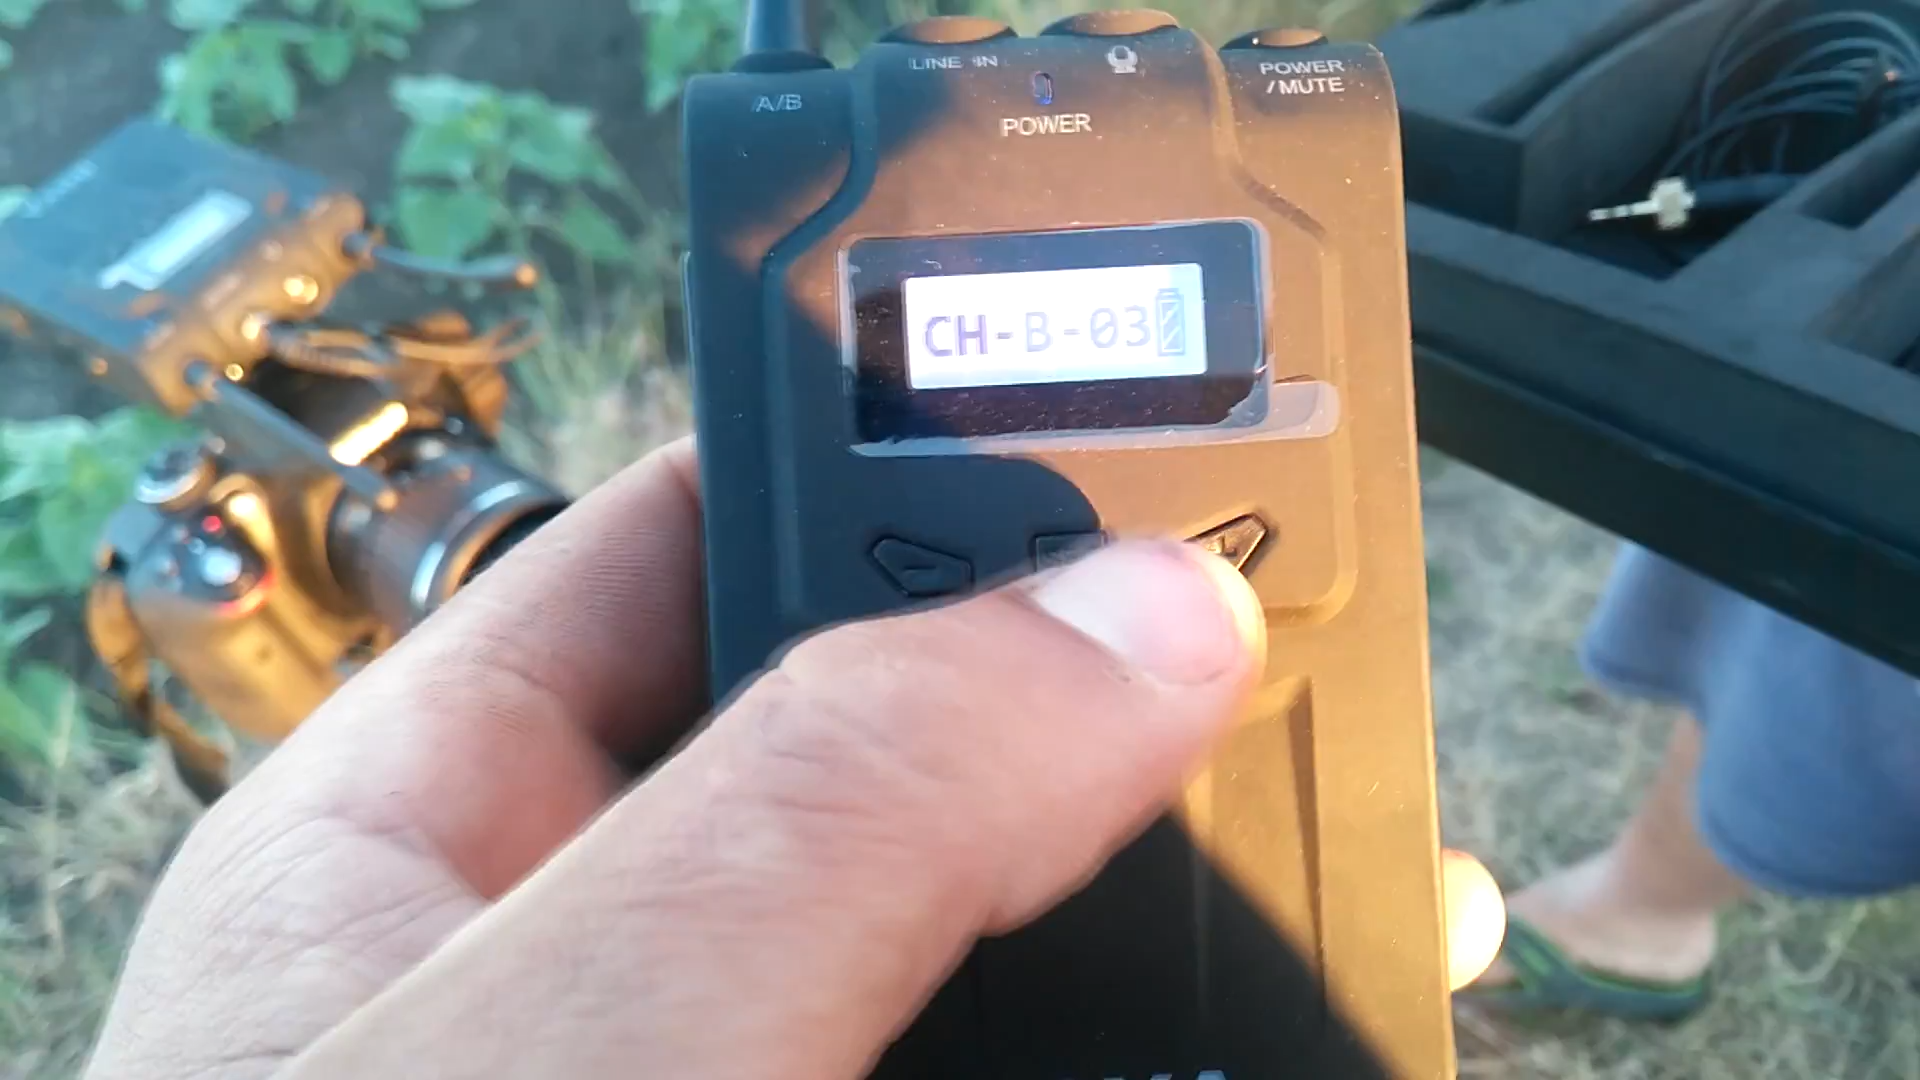 LINE IN
POWER
/MUTE
A/B
POWER
CH-B-03
-
+